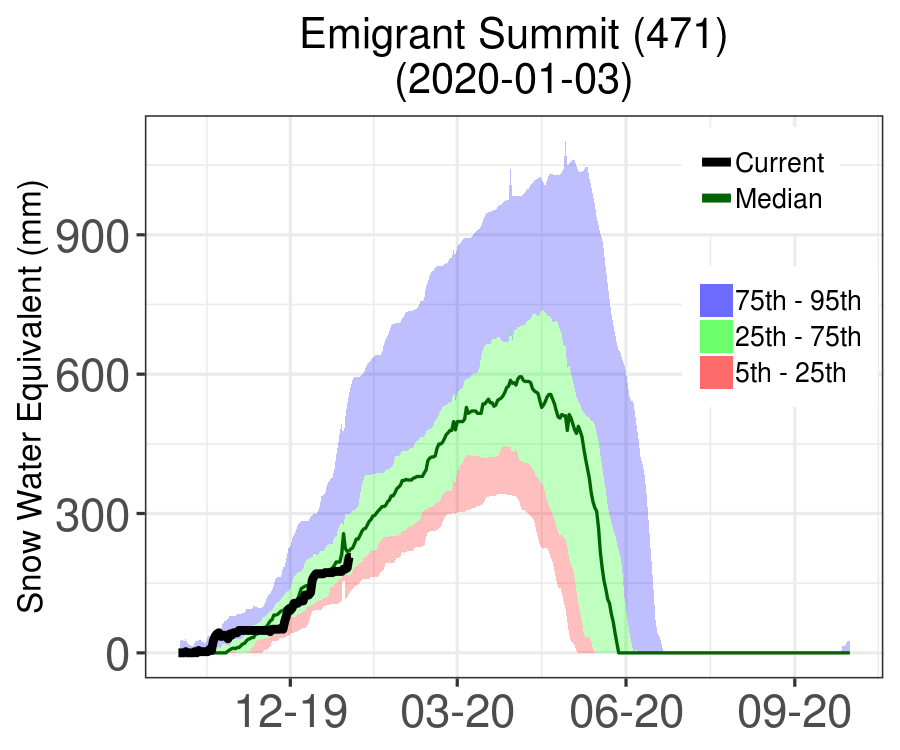 Emigrant Summit (471)
(2020-01-03)
Snow Water Equivalent (mm)
900
600
300
0
12-19
03-20
06-20
09-20
Current
Median
75th - 95th
25th - 75th
5th - 25th